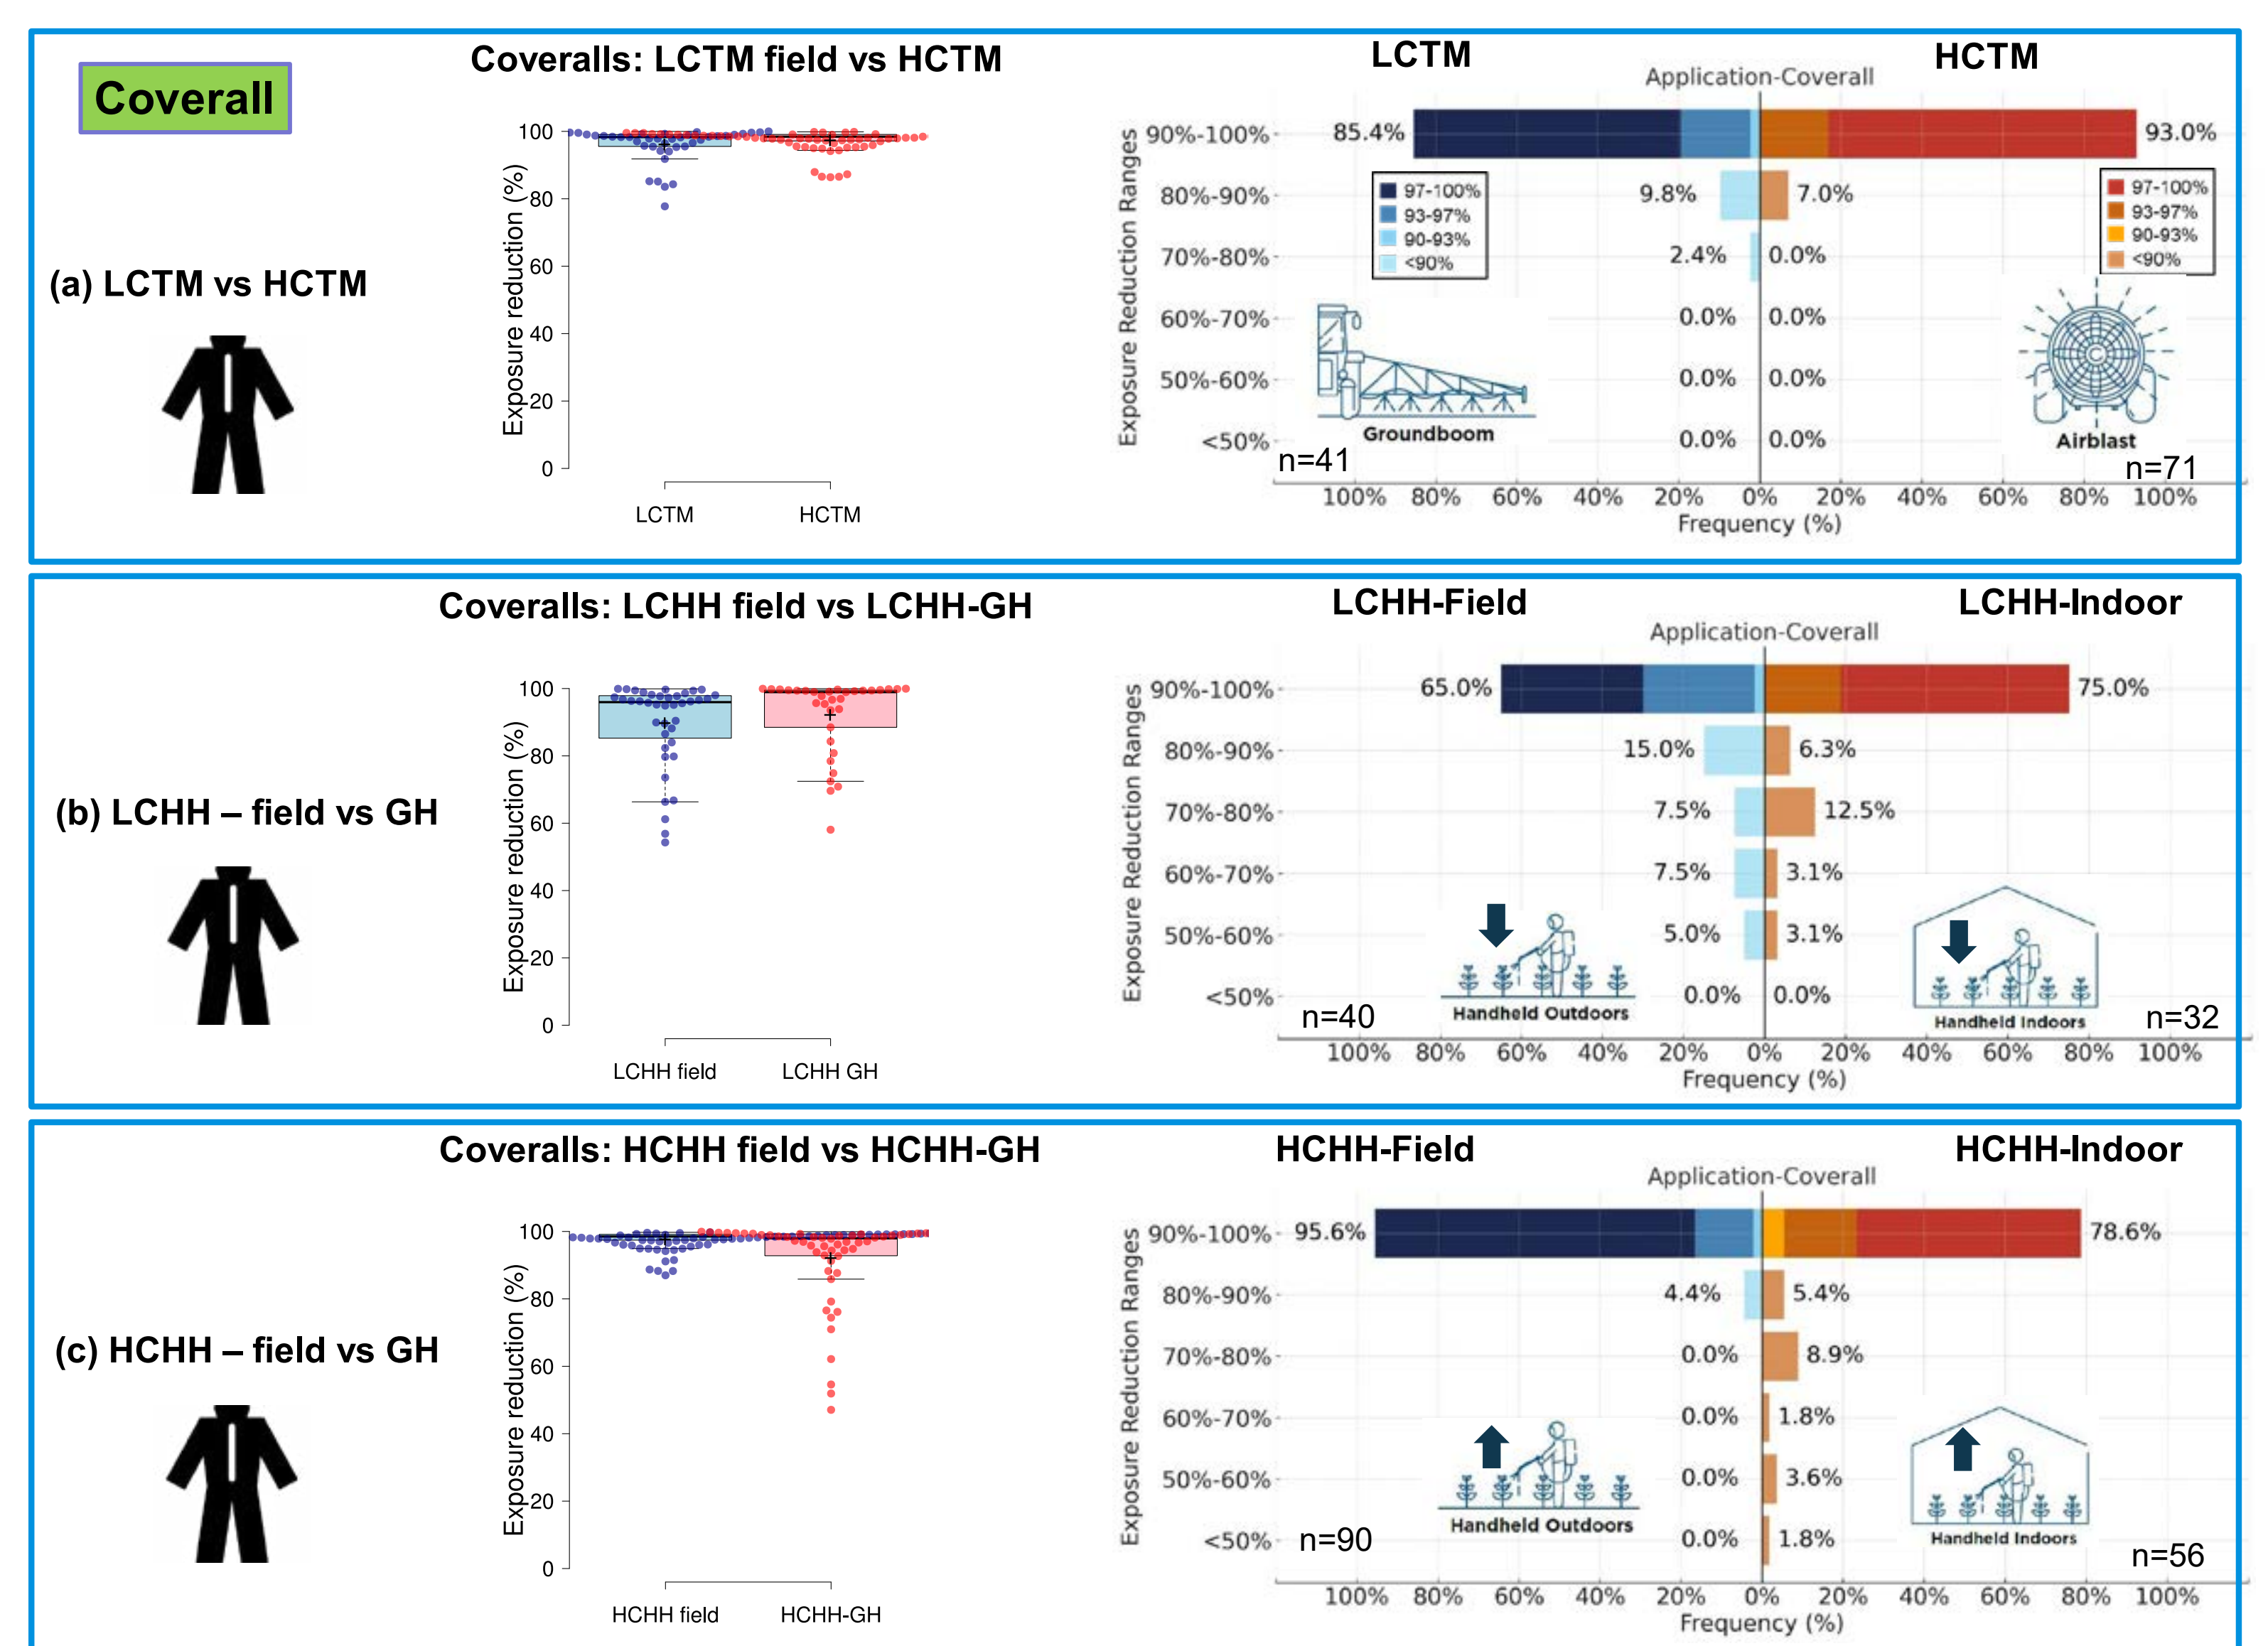 Coverall
(a) LCTM vs HCTM
Coveralls: LCTM field vs HCTM
Exposure reduction (%)
100
80
60
40
20
0
LCTM HCTM
LCTM HCTM
Application-Coverall
Exposure Reduction Ranges
90%-100% 85.4% 93.0%
80%-90% 9.8% 7.0%
70%-80% 2.4% 0.0%
60%-70% 0.0% 0.0%
50%-60% 0.0% 0.0%
<50% 0.0% 0.0%
97-100%
93-97%
90-93%
<90%
97-100%
93-97%
90-93%
<90%
Groundboom
Airblast
n=41
n=71
100% 80% 60% 40% 20% 0% 20% 40% 60% 80% 100%
Frequency (%)
(b) LCHH – field vs GH
Coveralls: LCHH field vs LCHH-GH
Exposure reduction (%)
100
80
60
40
20
0
LCHH field LCHH GH
LCHH-Field LCHH-Indoor
Application-Coverall
Exposure Reduction Ranges
90%-100% 65.0% 75.0%
80%-90% 15.0% 6.3%
70%-80% 7.5% 12.5%
60%-70% 7.5% 3.1%
50%-60% 5.0% 3.1%
<50% 0.0% 0.0%
Handheld Outdoors
Handheld Indoors
n=40
n=32
100% 80% 60% 40% 20% 0% 20% 40% 60% 80% 100%
Frequency (%)
(c) HCHH – field vs GH
Coveralls: HCHH field vs HCHH-GH
Exposure reduction (%)
100
80
60
40
20
0
HCHH field HCHH-GH
HCHH-Field HCHH-Indoor
Application-Coverall
Exposure Reduction Ranges
90%-100% 95.6% 78.6%
80%-90% 4.4% 5.4%
70%-80% 0.0% 8.9%
60%-70% 0.0% 1.8%
50%-60% 0.0% 3.6%
<50% 0.0% 1.8%
Handheld Outdoors
Handheld Indoors
n=90
n=56
100% 80% 60% 40% 20% 0% 20% 40% 60% 80% 100%
Frequency (%)